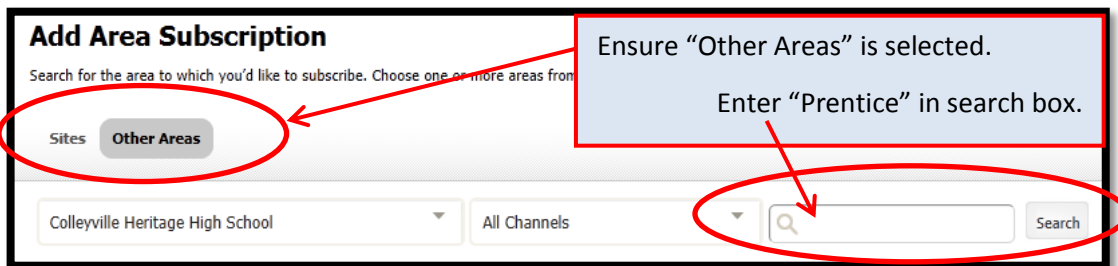 Add Area Subscription
Search for the area to which you'd like to subscribe. Choose one or more areas from
Ensure “Other Areas” is selected.
Enter “Prentice” in search box.
Sites Other Areas
Colleyville Heritage High School All Channels Search